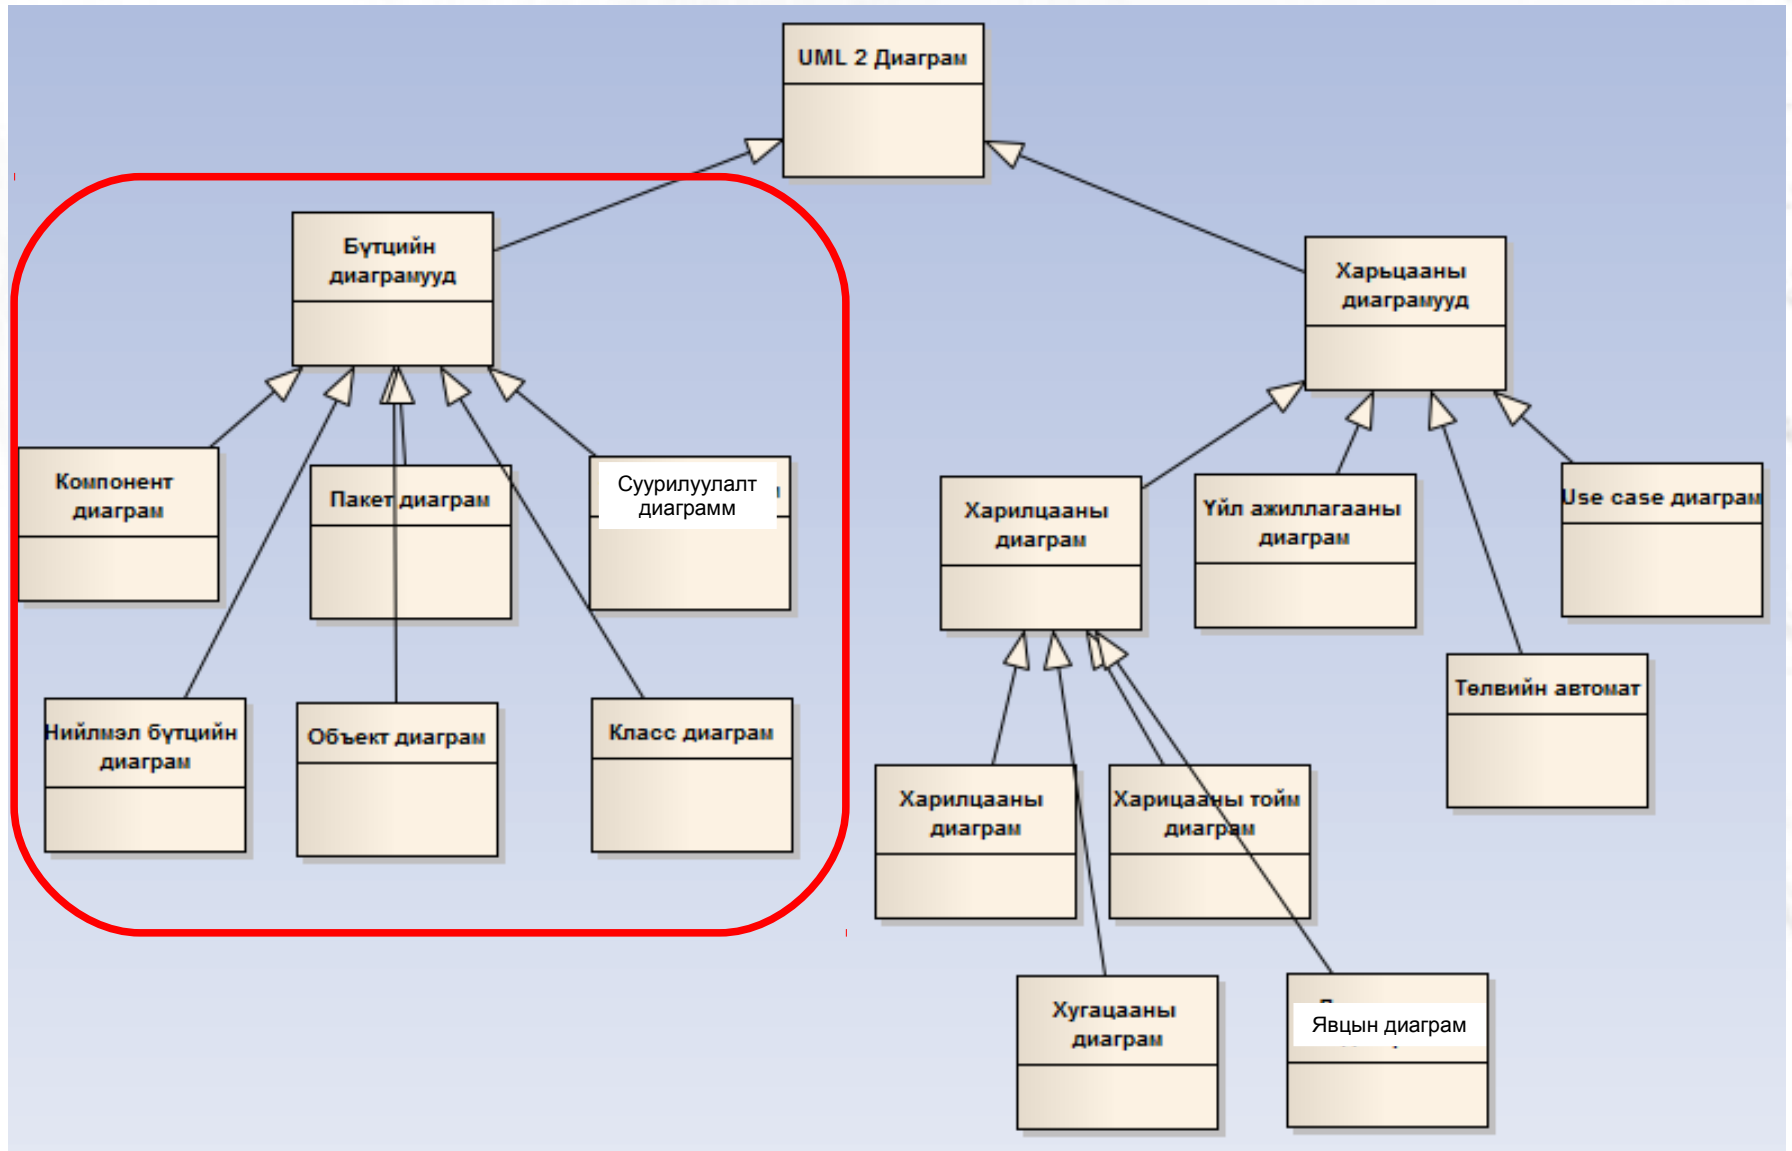 UML 2 Диаграм
Бүтцийн
диаграмууд
Харьцааны
диаграмууд
Компонент
диаграм
Пакет диаграм
Суурилуулалт
диаграмм
Харилцааны
диаграм
Үйл ажиллагааны
диаграм
Use case диаграм
Нийлмэл бүтцийн
диаграм
Объект диаграм
Класс диаграм
Төлвийн автомат
Харилцааны
диаграм
Харицааны тойм
диаграм
Хугацааны
диаграм
Явцын диаграм